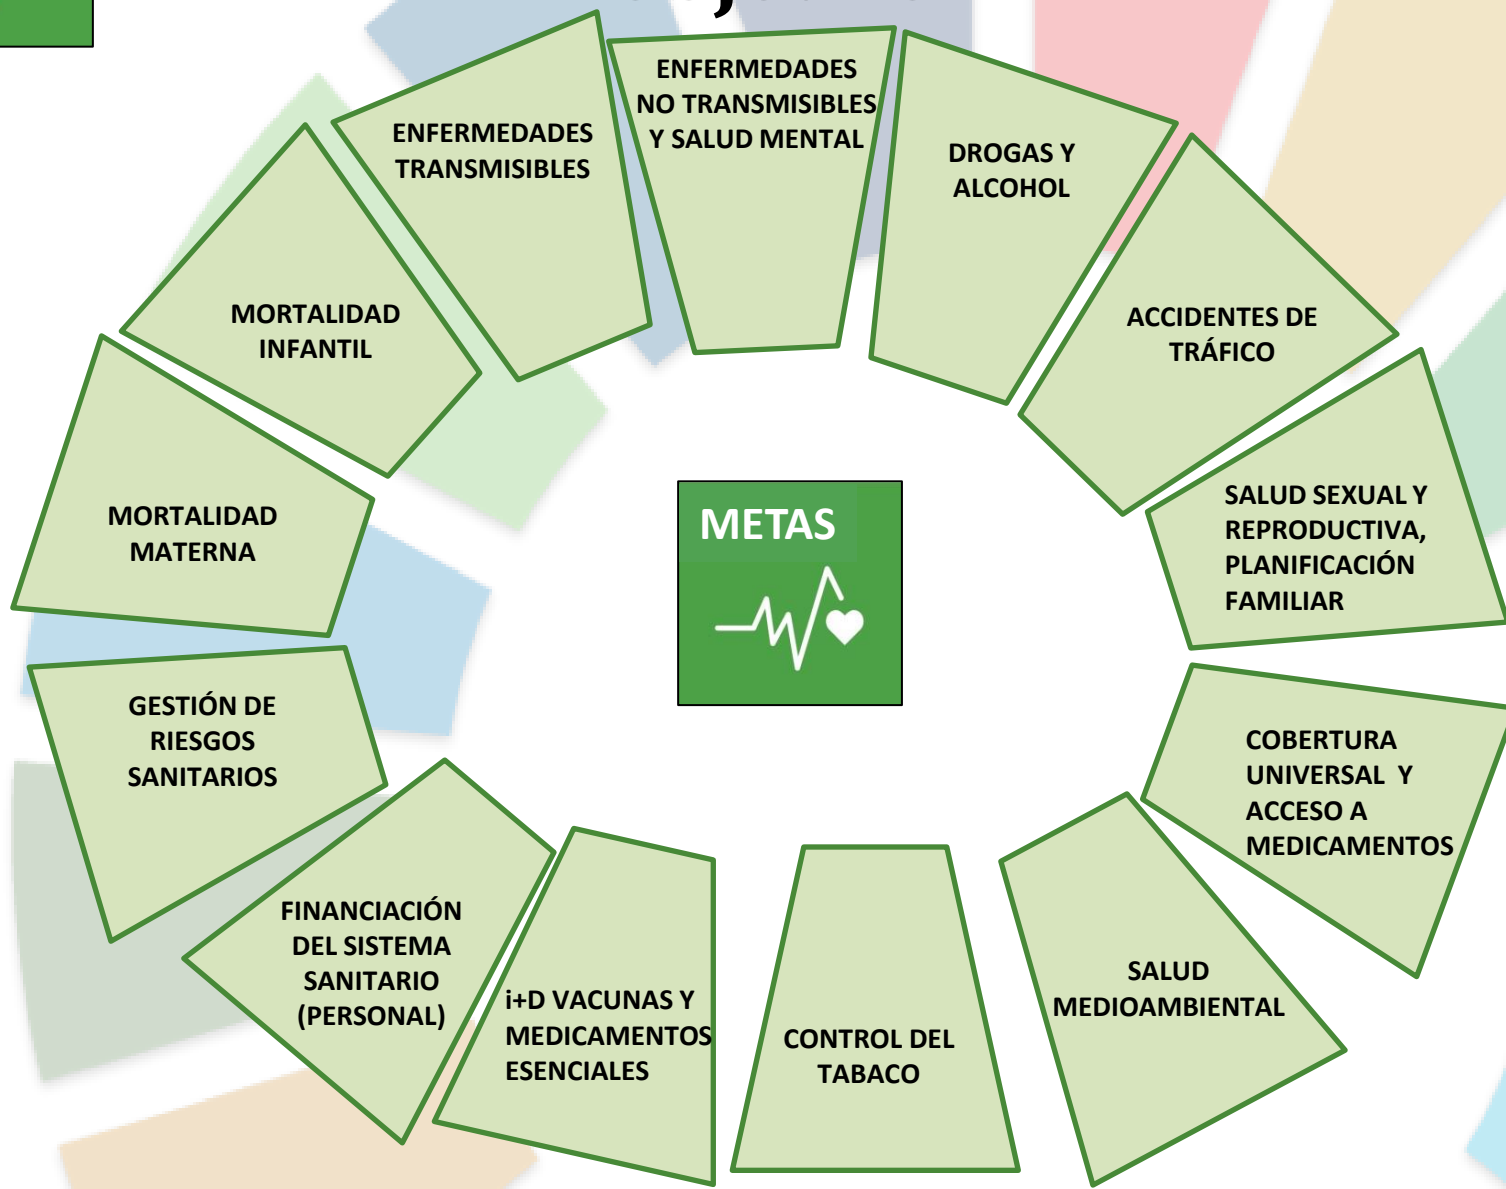 ENFERMEDADES
TRANSMISIBLES
ENFERMEDADES
NO TRANSMISIBLES
Y SALUD MENTAL
DROGAS Y
ALCOHOL
MORTALIDAD
INFANTIL
ACCIDENTES DE
TRÁFICO
MORTALIDAD
MATERNA
METAS
SALUD SEXUAL Y
REPRODUCTIVA,
PLANIFICACIÓN
FAMILIAR
GESTIÓN DE
RIESGOS
SANITARIOS
COBERTURA
UNIVERSAL Y
ACCESO A
MEDICAMENTOS
FINANCIACIÓN
DEL SISTEMA
SANITARIO
(PERSONAL)
i+D VACUNAS Y
MEDICAMENTOS
ESENCIALES
CONTROL DEL
TABACO
SALUD
MEDIOAMBIENTAL